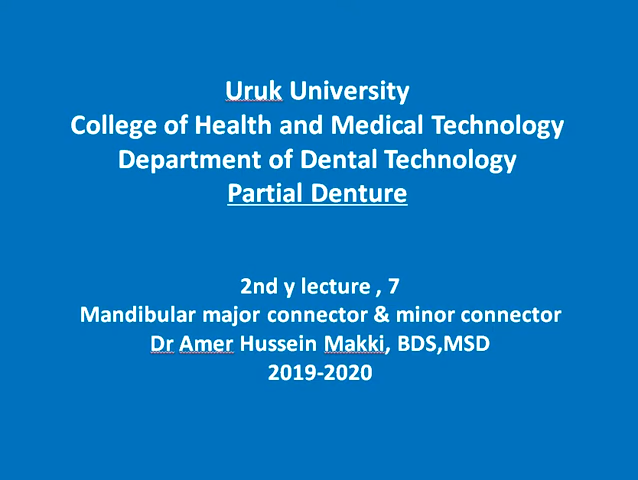 Uruk University
College of Health and Medical Technology
Department of Dental Technology
Partial Denture
2nd y lecture , 7
Mandibular major connector & minor connector
Dr Amer Hussein Makki, BDS,MSD
2019-2020